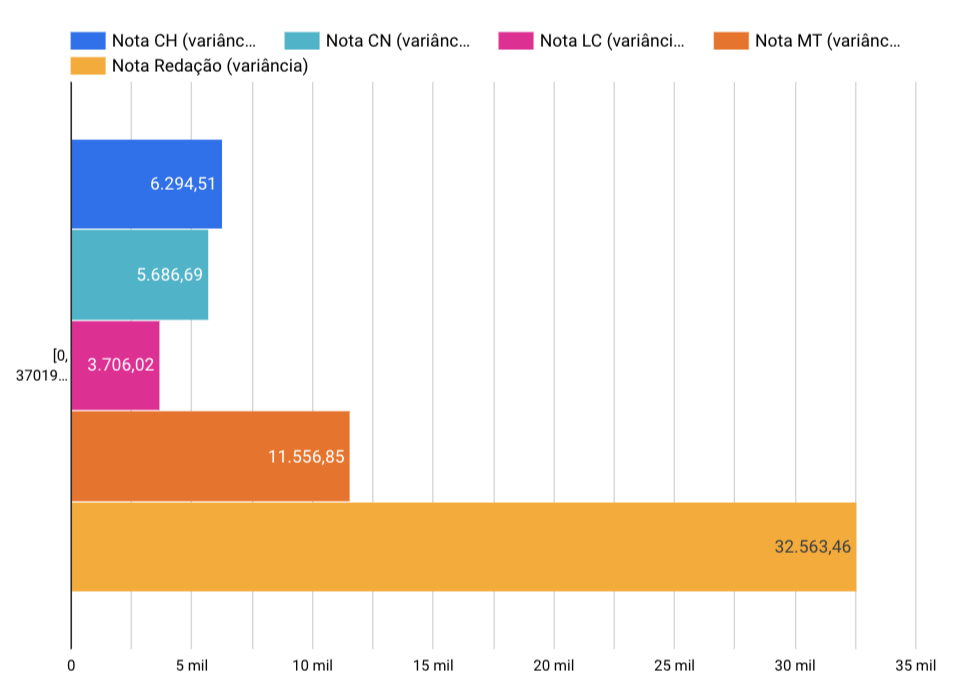 Nota CH (variânc... Nota CN (variânc... Nota LC (variânci... Nota MT (variânc...
Nota Redação (variância)
6.294,51
5.686,69
[0,
37019...
3.706,02
11.556,85
32.563,46
0 5 mil 10 mil 15 mil 20 mil 25 mil 30 mil 35 mil